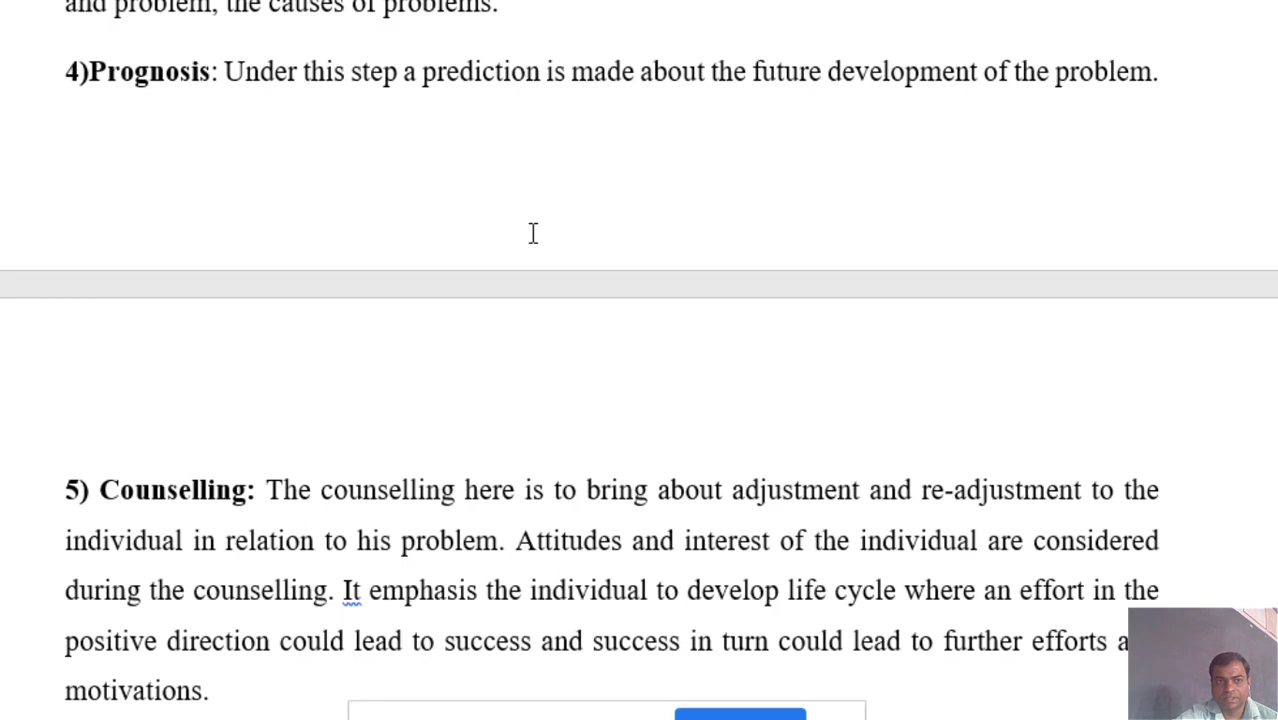 and problem, the causes of problems.
4)Prognosis: Under this step a prediction is made about the future development of the problem.
5) Counselling: The counselling here is to bring about adjustment and re-adjustment to the
individual in relation to his problem. Attitudes and interest of the individual are considered
during the counselling. It emphasis the individual to develop life cycle where an effort in the
positive direction could lead to success and success in turn could lead to further efforts
motivations.